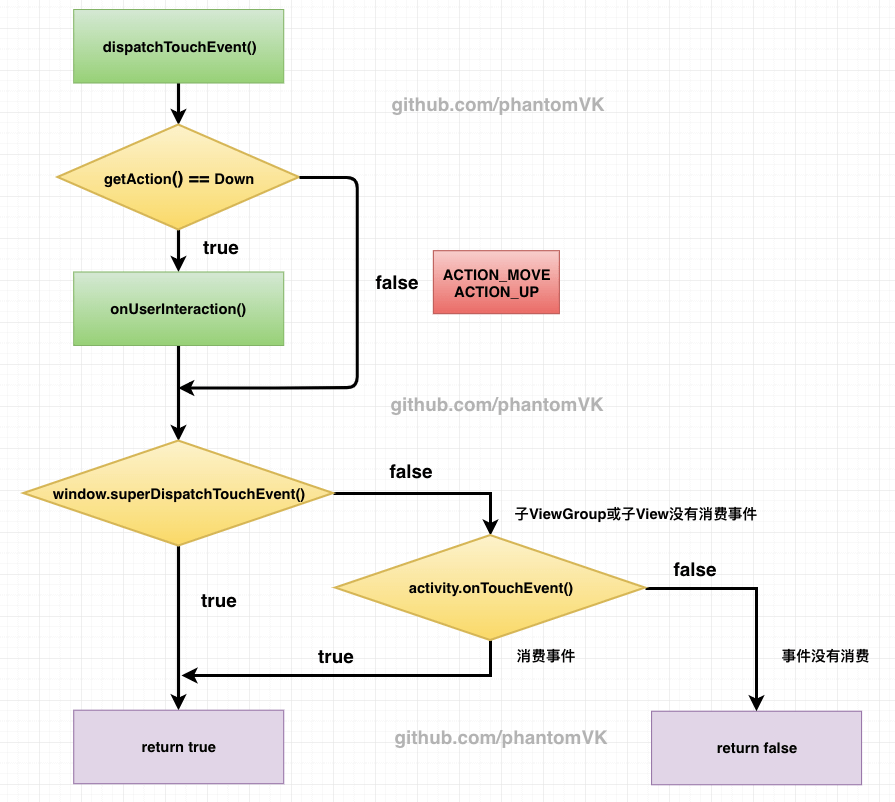 dispatchTouchEvent()
github.com/phantomVK
getAction() == Down
true
false
ACTION_MOVE
ACTION_UP
onUserInteraction()
github.com/phantomVK
window.superDispatchTouchEvent()
false
子ViewGroup或子View没有消费事件
activity.onTouchEvent()
false
true
true
消费事件
事件没有消费
return true
github.com/phantomVK
return false